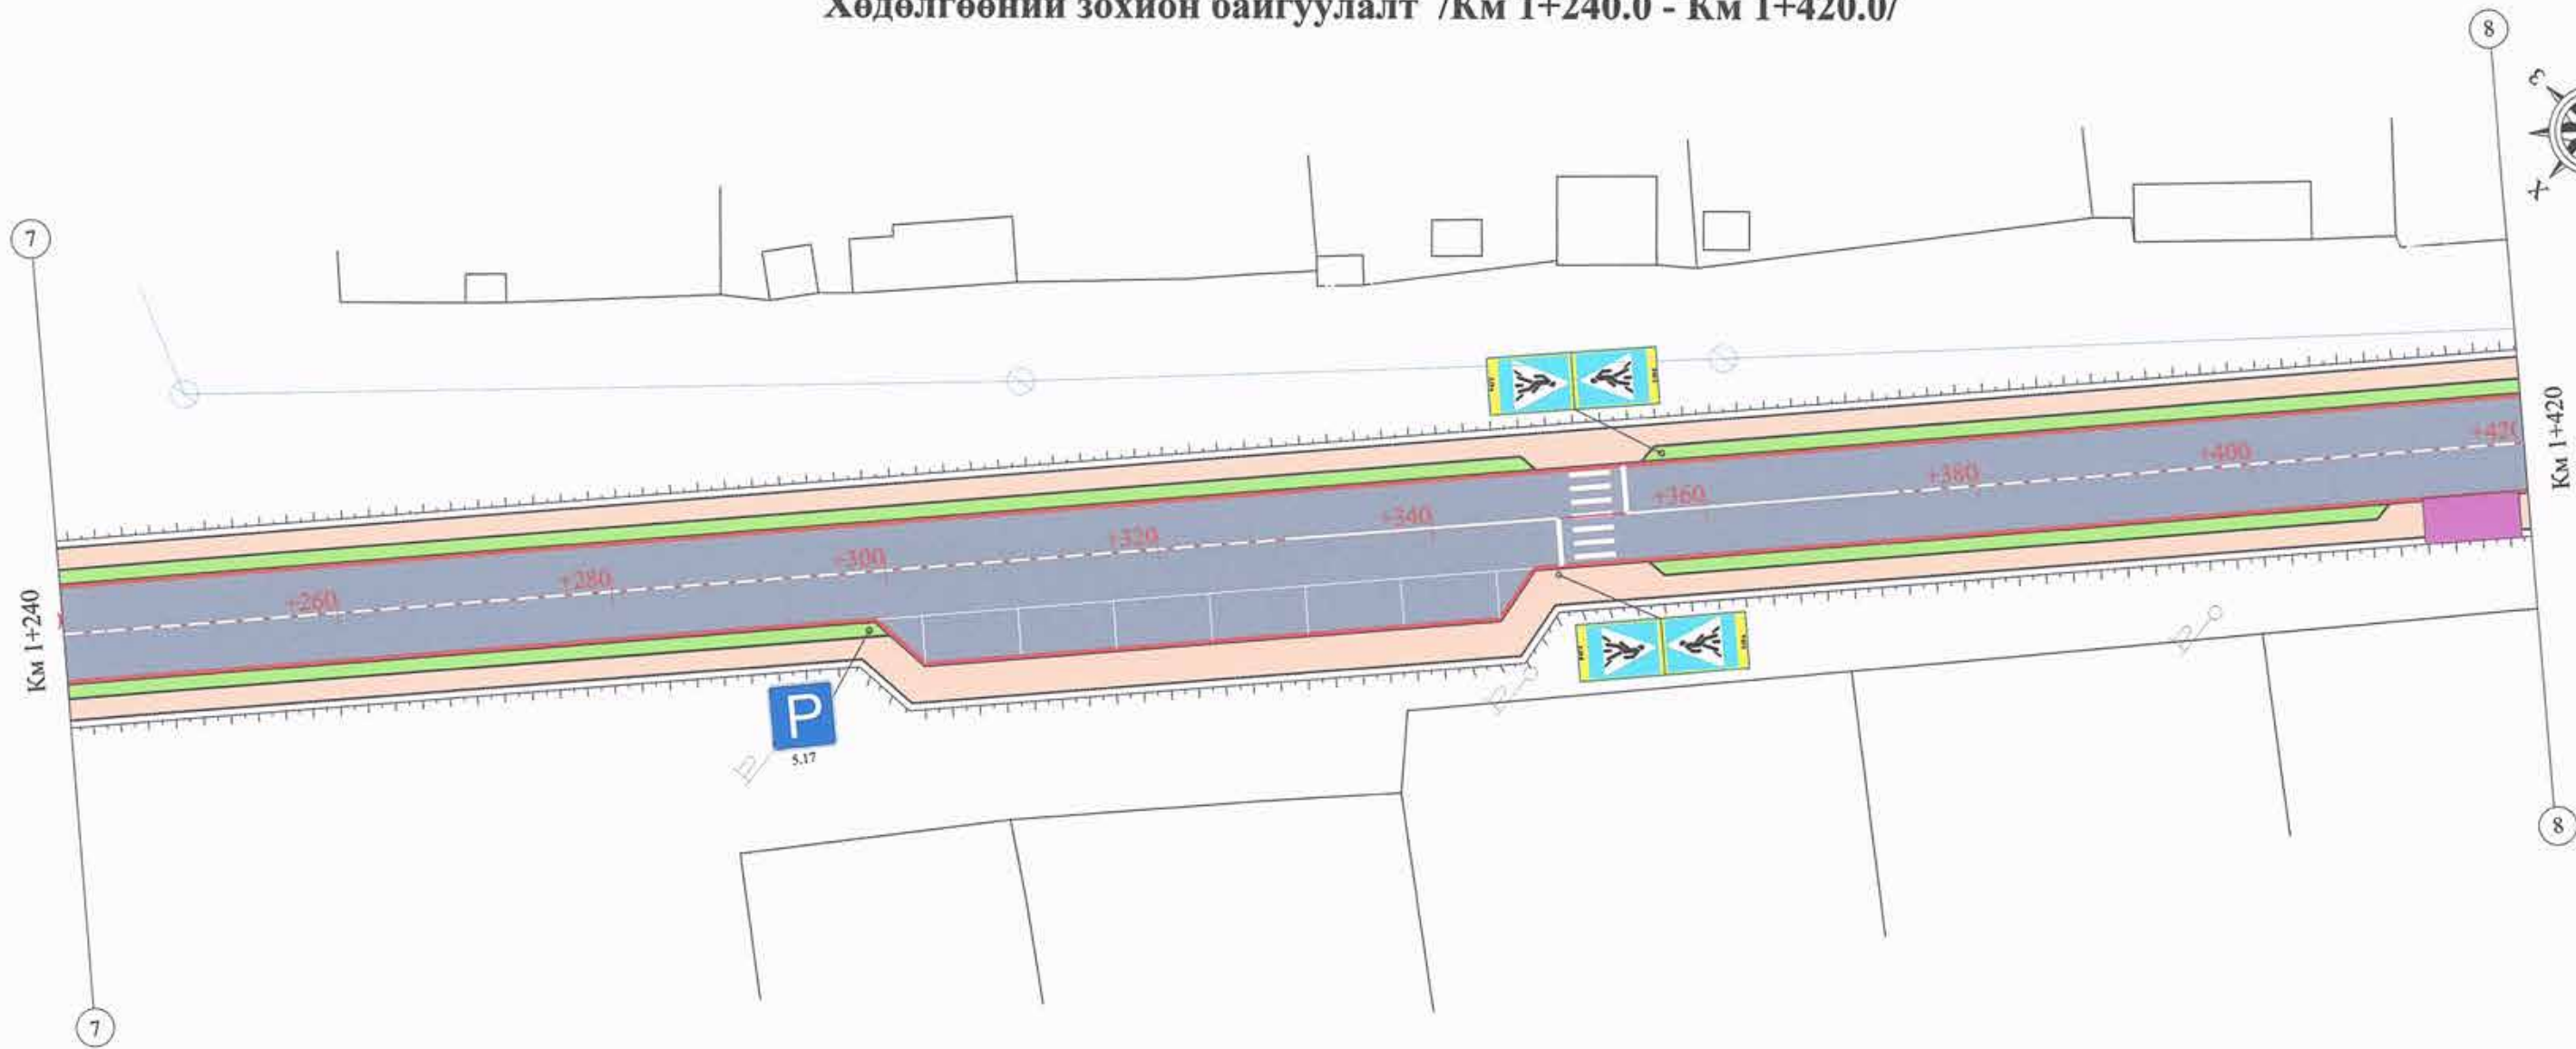 Хөдөлгөөний зохион байгуулалт /Км 1+240.0 - Км 1+420.0/
8
З
Х
7
Км 1+420
+420
+400
+380
+360
+340
+320
+300
+280
+260
Км 1+240
P
5.17
8
7